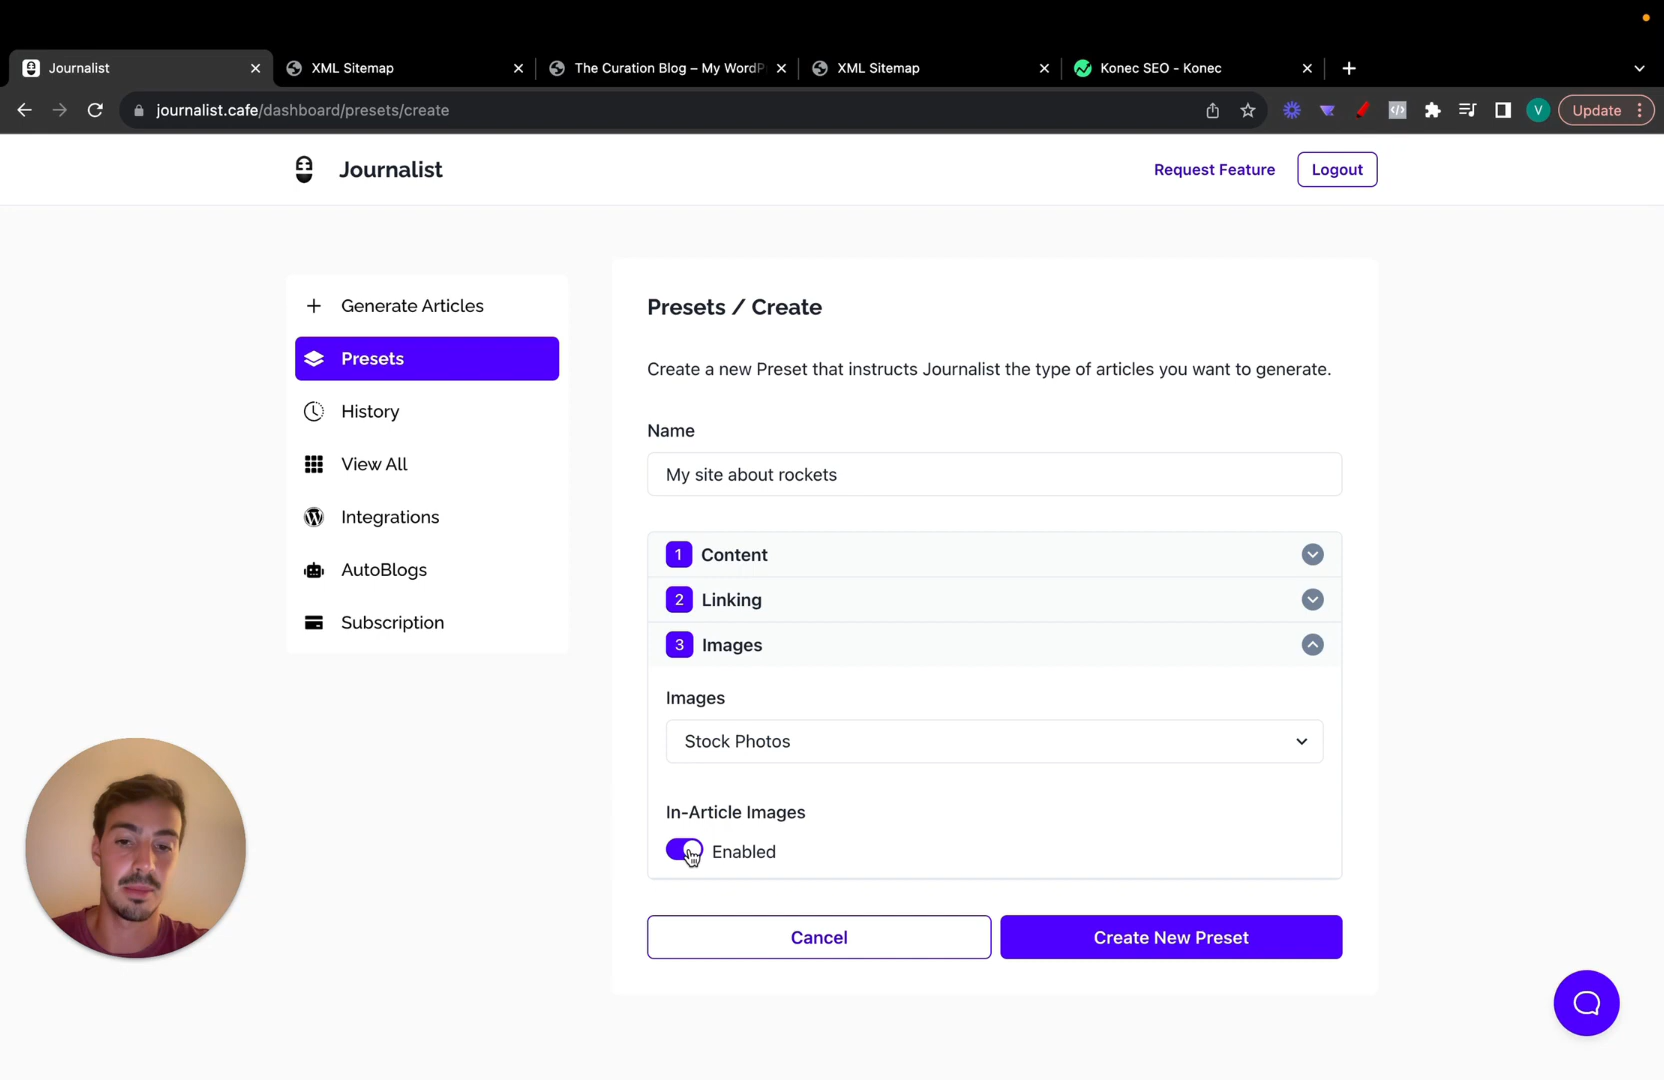 Journalist
XML Sitemap
The Curation Blog – My WordP
XML Sitemap
Konec SEO - Konec
journalist.cafe/dashboard/presets/create
V
Update
Journalist
Request Feature
Logout
Generate Articles
Presets
History
View All
Integrations
AutoBlogs
Subscription
Presets / Create
Create a new Preset that instructs Journalist the type of articles you want to generate.
Name
My site about rockets
1 Content
2 Linking
3 Images
Images
Stock Photos
In-Article Images
Enabled
Cancel
Create New Preset